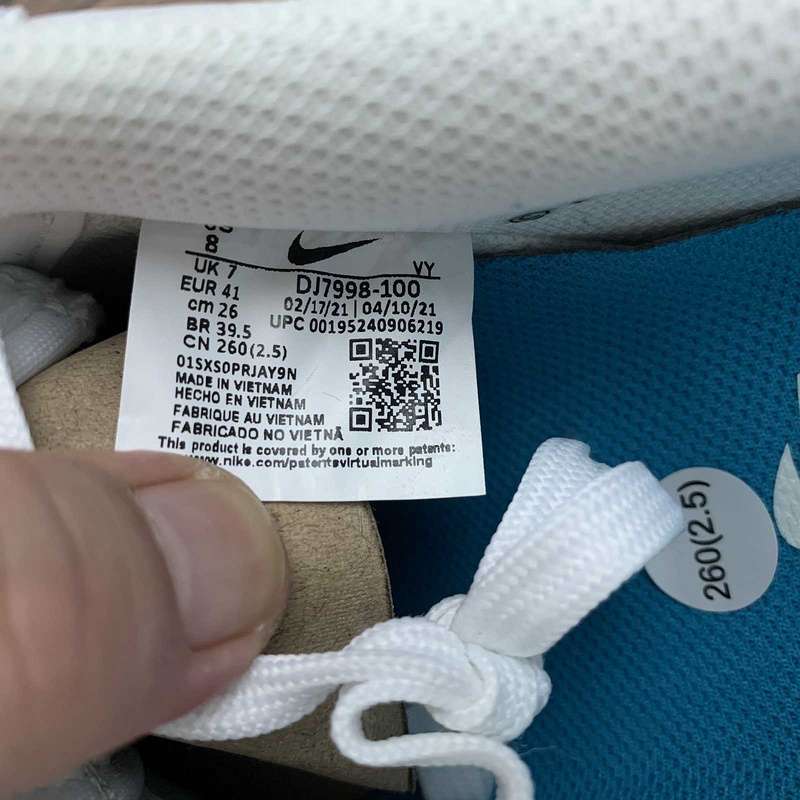 8
UK 7 VY
EUR 41 DJ7998-100
cm 26 02/17/21 | 04/10/21
BR 39.5 UPC 00195240906219
CN 260(2.5)
01SXS0PRJAY9N
MADE IN VIETNAM
HECHO EN VIETNAM
FABRIQUE AU VIETNAM
FABRICADO NO VIETNÃ
This product is covered by one or more patents:
www.nike.com/patentsvirtualmarking
260(2.5)